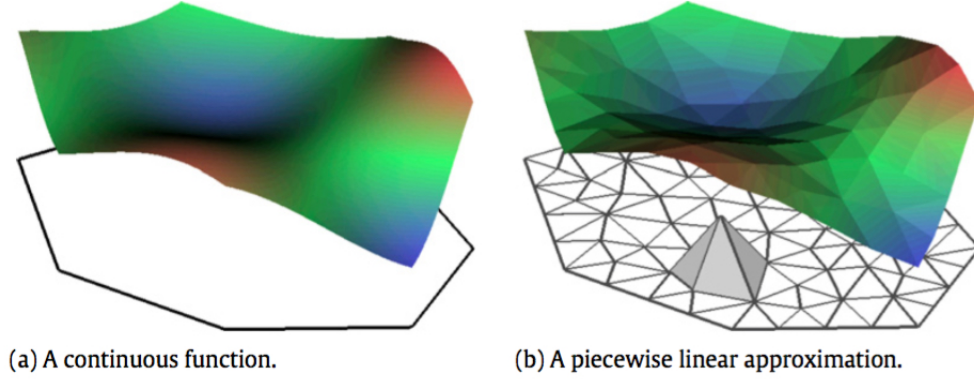 (a) A continuous function.
(b) A piecewise linear approximation.